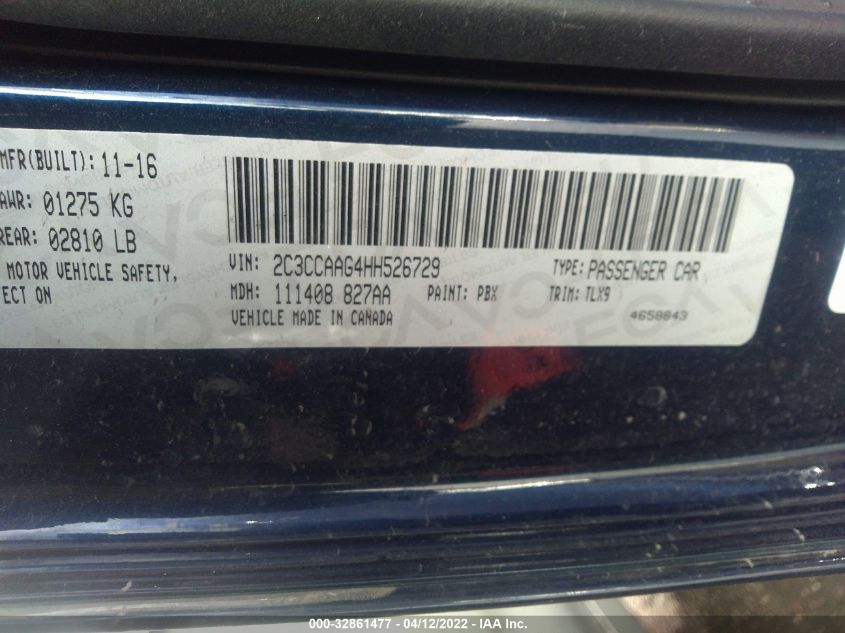 MFR(BUILT): 11-16
AWR: 01275 KG
REAR: 02810 LB
MOTOR VEHICLE SAFETY,
ECT ON
VIN: 2C3CCAAG4HH526729 TYPE: PASSENGER CAR
MDH: 111408 827AA PAINT: PBX TRIM: TLX9
VEHICLE MADE IN CANADA 4658843
000-32861477 - 04/12/2022 - IAA Inc.